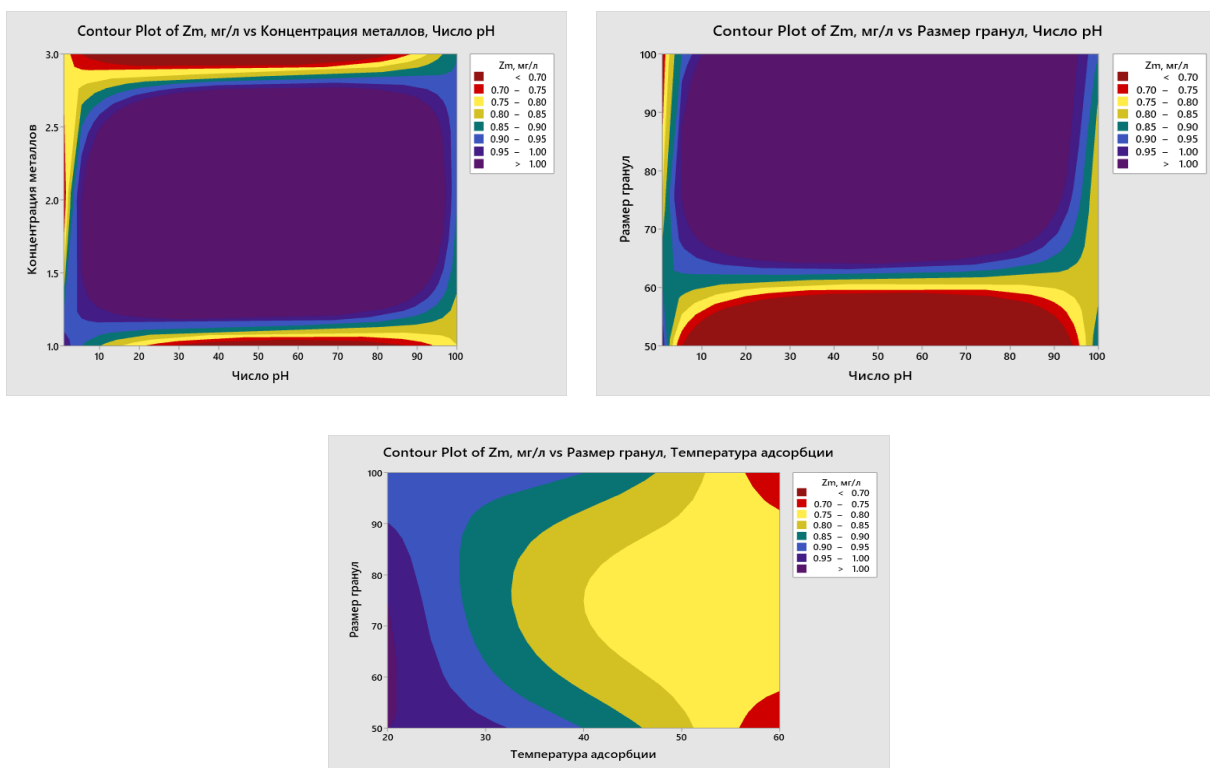 Contour Plot of Zm, мг/л vs Концентрация металлов, Число pH
Концентрация металлов
3.0
2.5
2.0
1.5
1.0
10 20 30 40 50 60 70 80 90 100
Число pH
Zm, мг/л
< 0.70
0.70 – 0.75
0.75 – 0.80
0.80 – 0.85
0.85 – 0.90
0.90 – 0.95
0.95 – 1.00
> 1.00
Contour Plot of Zm, мг/л vs Размер гранул, Число pH
Размер гранул
100
90
80
70
60
50
10 20 30 40 50 60 70 80 90 100
Число pH
Zm, мг/л
< 0.70
0.70 – 0.75
0.75 – 0.80
0.80 – 0.85
0.85 – 0.90
0.90 – 0.95
0.95 – 1.00
> 1.00
Contour Plot of Zm, мг/л vs Размер гранул, Температура адсорбции
Размер гранул
100
90
80
70
60
50
20 30 40 50 60
Температура адсорбции
Zm, мг/л
< 0.70
0.70 – 0.75
0.75 – 0.80
0.80 – 0.85
0.85 – 0.90
0.90 – 0.95
0.95 – 1.00
> 1.00